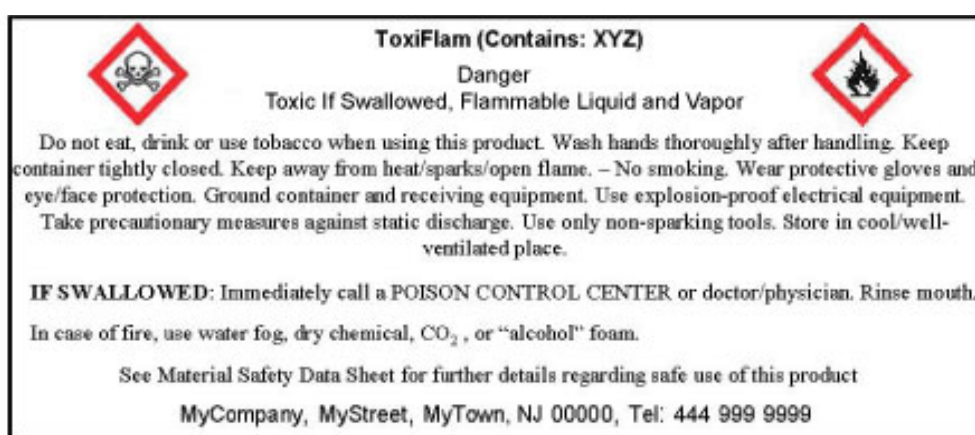 ToxiFlam (Contains: XYZ)
Danger
Toxic If Swallowed, Flammable Liquid and Vapor
Do not eat, drink or use tobacco when using this product. Wash hands thoroughly after handling. Keep
container tightly closed. Keep away from heat/sparks/open flame. – No smoking. Wear protective gloves and
eye/face protection. Ground container and receiving equipment. Use explosion-proof electrical equipment.
Take precautionary measures against static discharge. Use only non-sparking tools. Store in cool/well-
ventilated place.
IF SWALLOWED: Immediately call a POISON CONTROL CENTER or doctor/physician. Rinse mouth.
In case of fire, use water fog, dry chemical, CO₂ , or “alcohol” foam.
See Material Safety Data Sheet for further details regarding safe use of this product
MyCompany, MyStreet, MyTown, NJ 00000, Tel: 444 999 9999